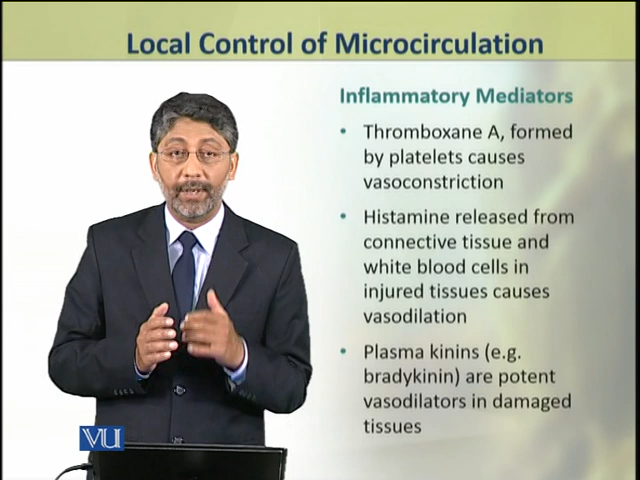 Local Control of Microcirculation
Inflammatory Mediators
• Thromboxane A, formed
by platelets causes
vasoconstriction
• Histamine released from
connective tissue and
white blood cells in
injured tissues causes
vasodilation
• Plasma kinins (e.g.
bradykinin) are potent
vasodilators in damaged
tissues
VU